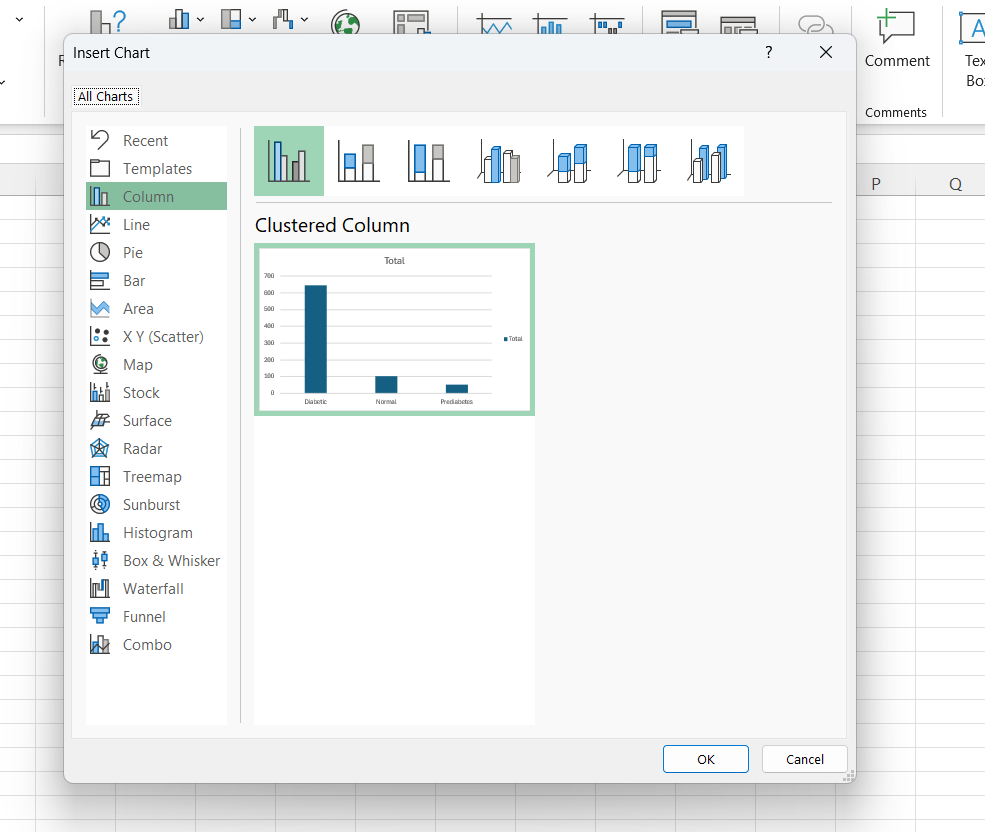 ?
Insert Chart
?
Comment
Tex
Bo
Comments
All Charts
Recent
Templates
Column
Line
Pie
Bar
Area
X Y (Scatter)
Map
Stock
Surface
Radar
Treemap
Sunburst
Histogram
Box & Whisker
Waterfall
Funnel
Combo
Clustered Column
Total
700
600
500
400
300
200
100
0
Diabetic
Normal
Prediabetes
Total
P
Q
OK
Cancel